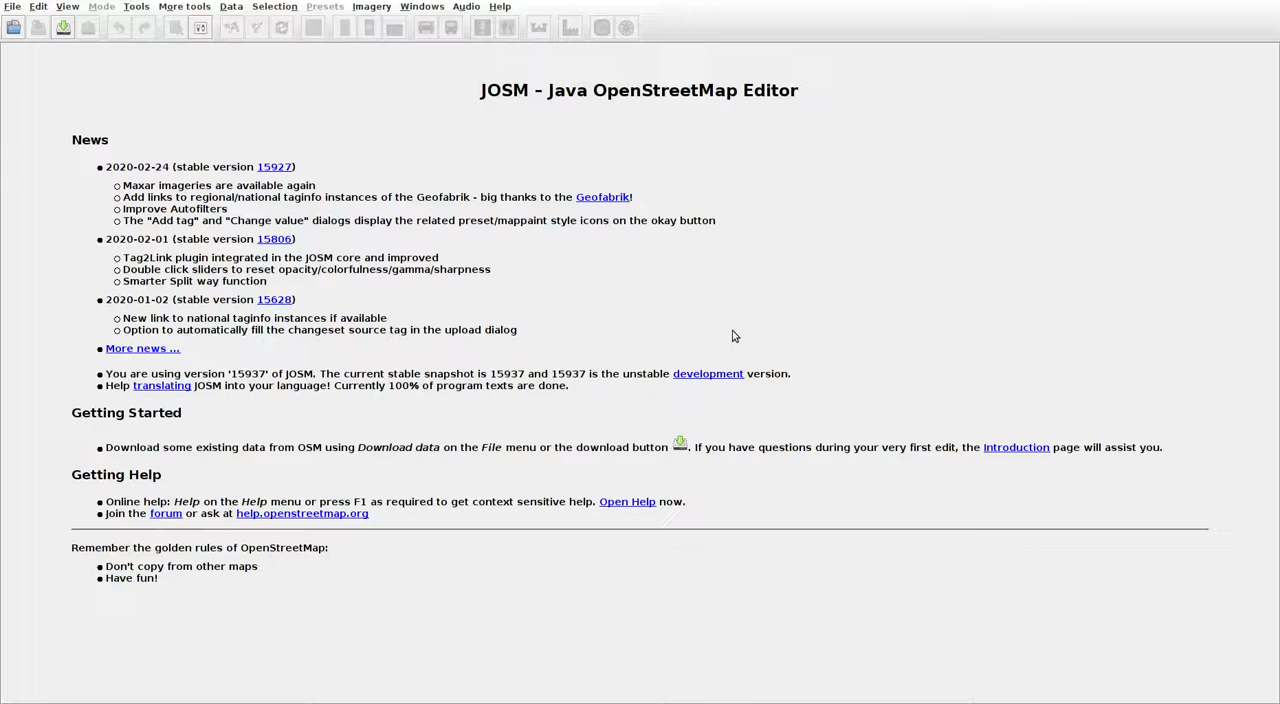 File Edit View Mode Tools More tools Data Selection Presets Imagery Windows Audio Help
JOSM – Java OpenStreetMap Editor
News
2020-02-24 (stable version 15927)
Maxar imageries are available again
Add links to regional/national taginfo instances of the Geofabrik - big thanks to the Geofabrik!
Improve Autofilters
The "Add tag" and "Change value" dialogs display the related preset/mappaint style icons on the okay button
2020-02-01 (stable version 15806)
Tag2Link plugin integrated in the JOSM core and improved
Double click sliders to reset opacity/colorfulness/gamma/sharpness
Smarter Split way function
2020-01-02 (stable version 15628)
New link to national taginfo instances if available
Option to automatically fill the changeset source tag in the upload dialog
More news ...
You are using version '15937' of JOSM. The current stable snapshot is 15937 and 15937 is the unstable development version.
Help translating JOSM into your language! Currently 100% of program texts are done.
Getting Started
Download some existing data from OSM using Download data on the File menu or the download button . If you have questions during your very first edit, the Introduction page will assist you.
Getting Help
Online help: Help on the Help menu or press F1 as required to get context sensitive help. Open Help now.
Join the forum or ask at help.openstreetmap.org
Remember the golden rules of OpenStreetMap:
Don't copy from other maps
Have fun!